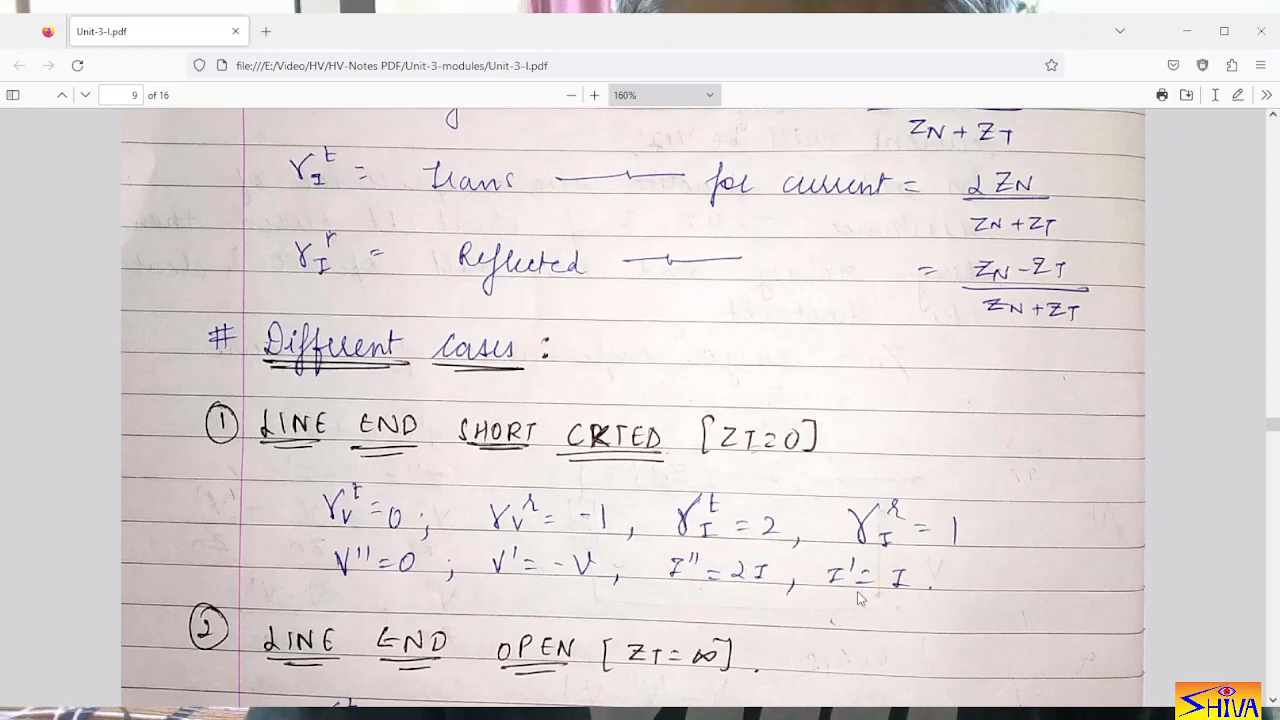 Unit-3-I.pdf
file:///E:/Video/HV/HV-Notes PDF/Unit-3-modules/Unit-3-I.pdf
9 of 16
160%
ZN + ZT
γI^t = Trans —————— for current = 2ZN / ZN+ZT
γI^r = Reflected —————— = ZN - ZT / ZN + ZT
# Different cases :
① LINE END SHORT CKTED [ZT=0]
γV^t = 0 ; γV^r = -1 , γI^t = 2 , γI^r = 1
V''=0 ; V' = -V , I'' = 2I , I' = I .
② LINE END OPEN [ZT = ∞] .
SHIVA